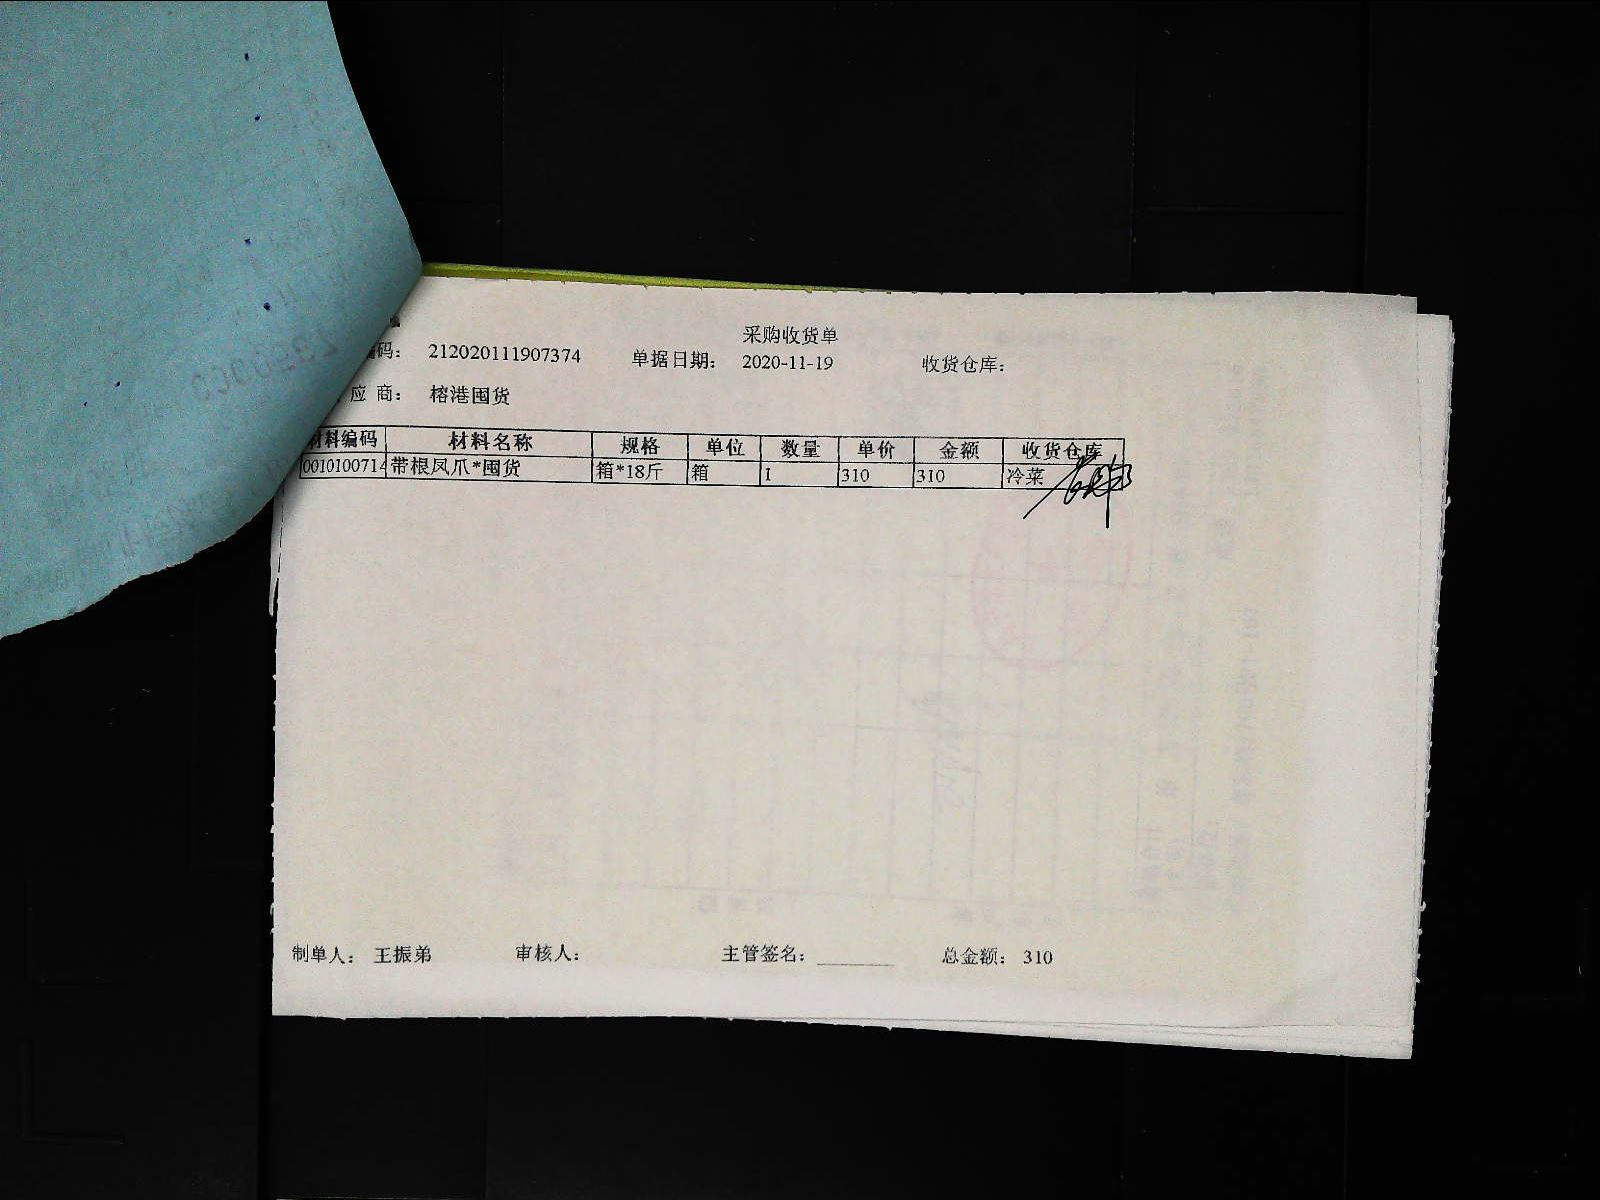 采购收货单
编码： 212020111907374 单据日期： 2020-11-19 收货仓库：
应 商： 榕港囤货
材料编码 材料名称 规格 单位 数量 单价 金额 收货仓库
0010100714 带根凤爪*囤货 箱*18斤 箱 1 310 310 冷菜
制单人： 王振弟 审核人： 主管签名： 总金额： 310